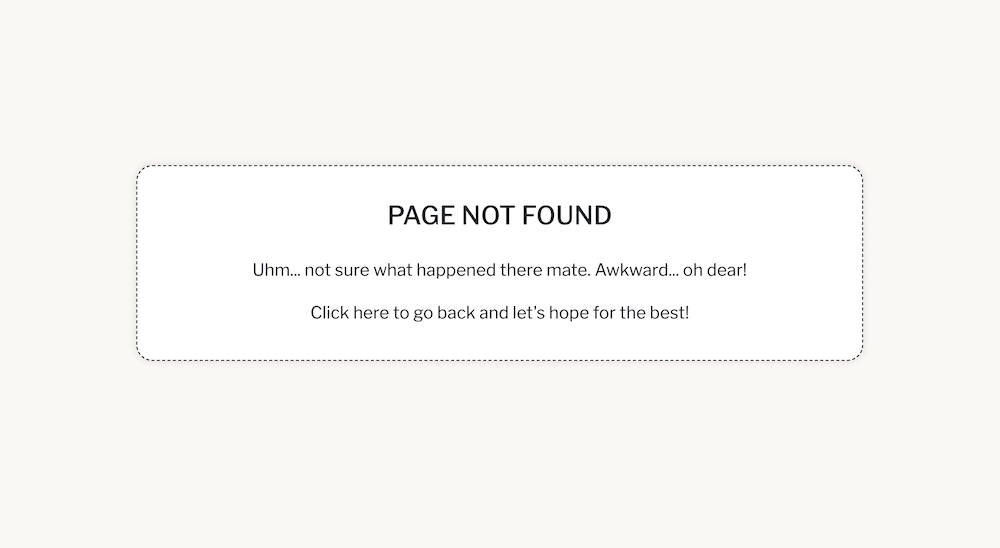 PAGE NOT FOUND
Uhm... not sure what happened there mate. Awkward... oh dear!
Click here to go back and let's hope for the best!